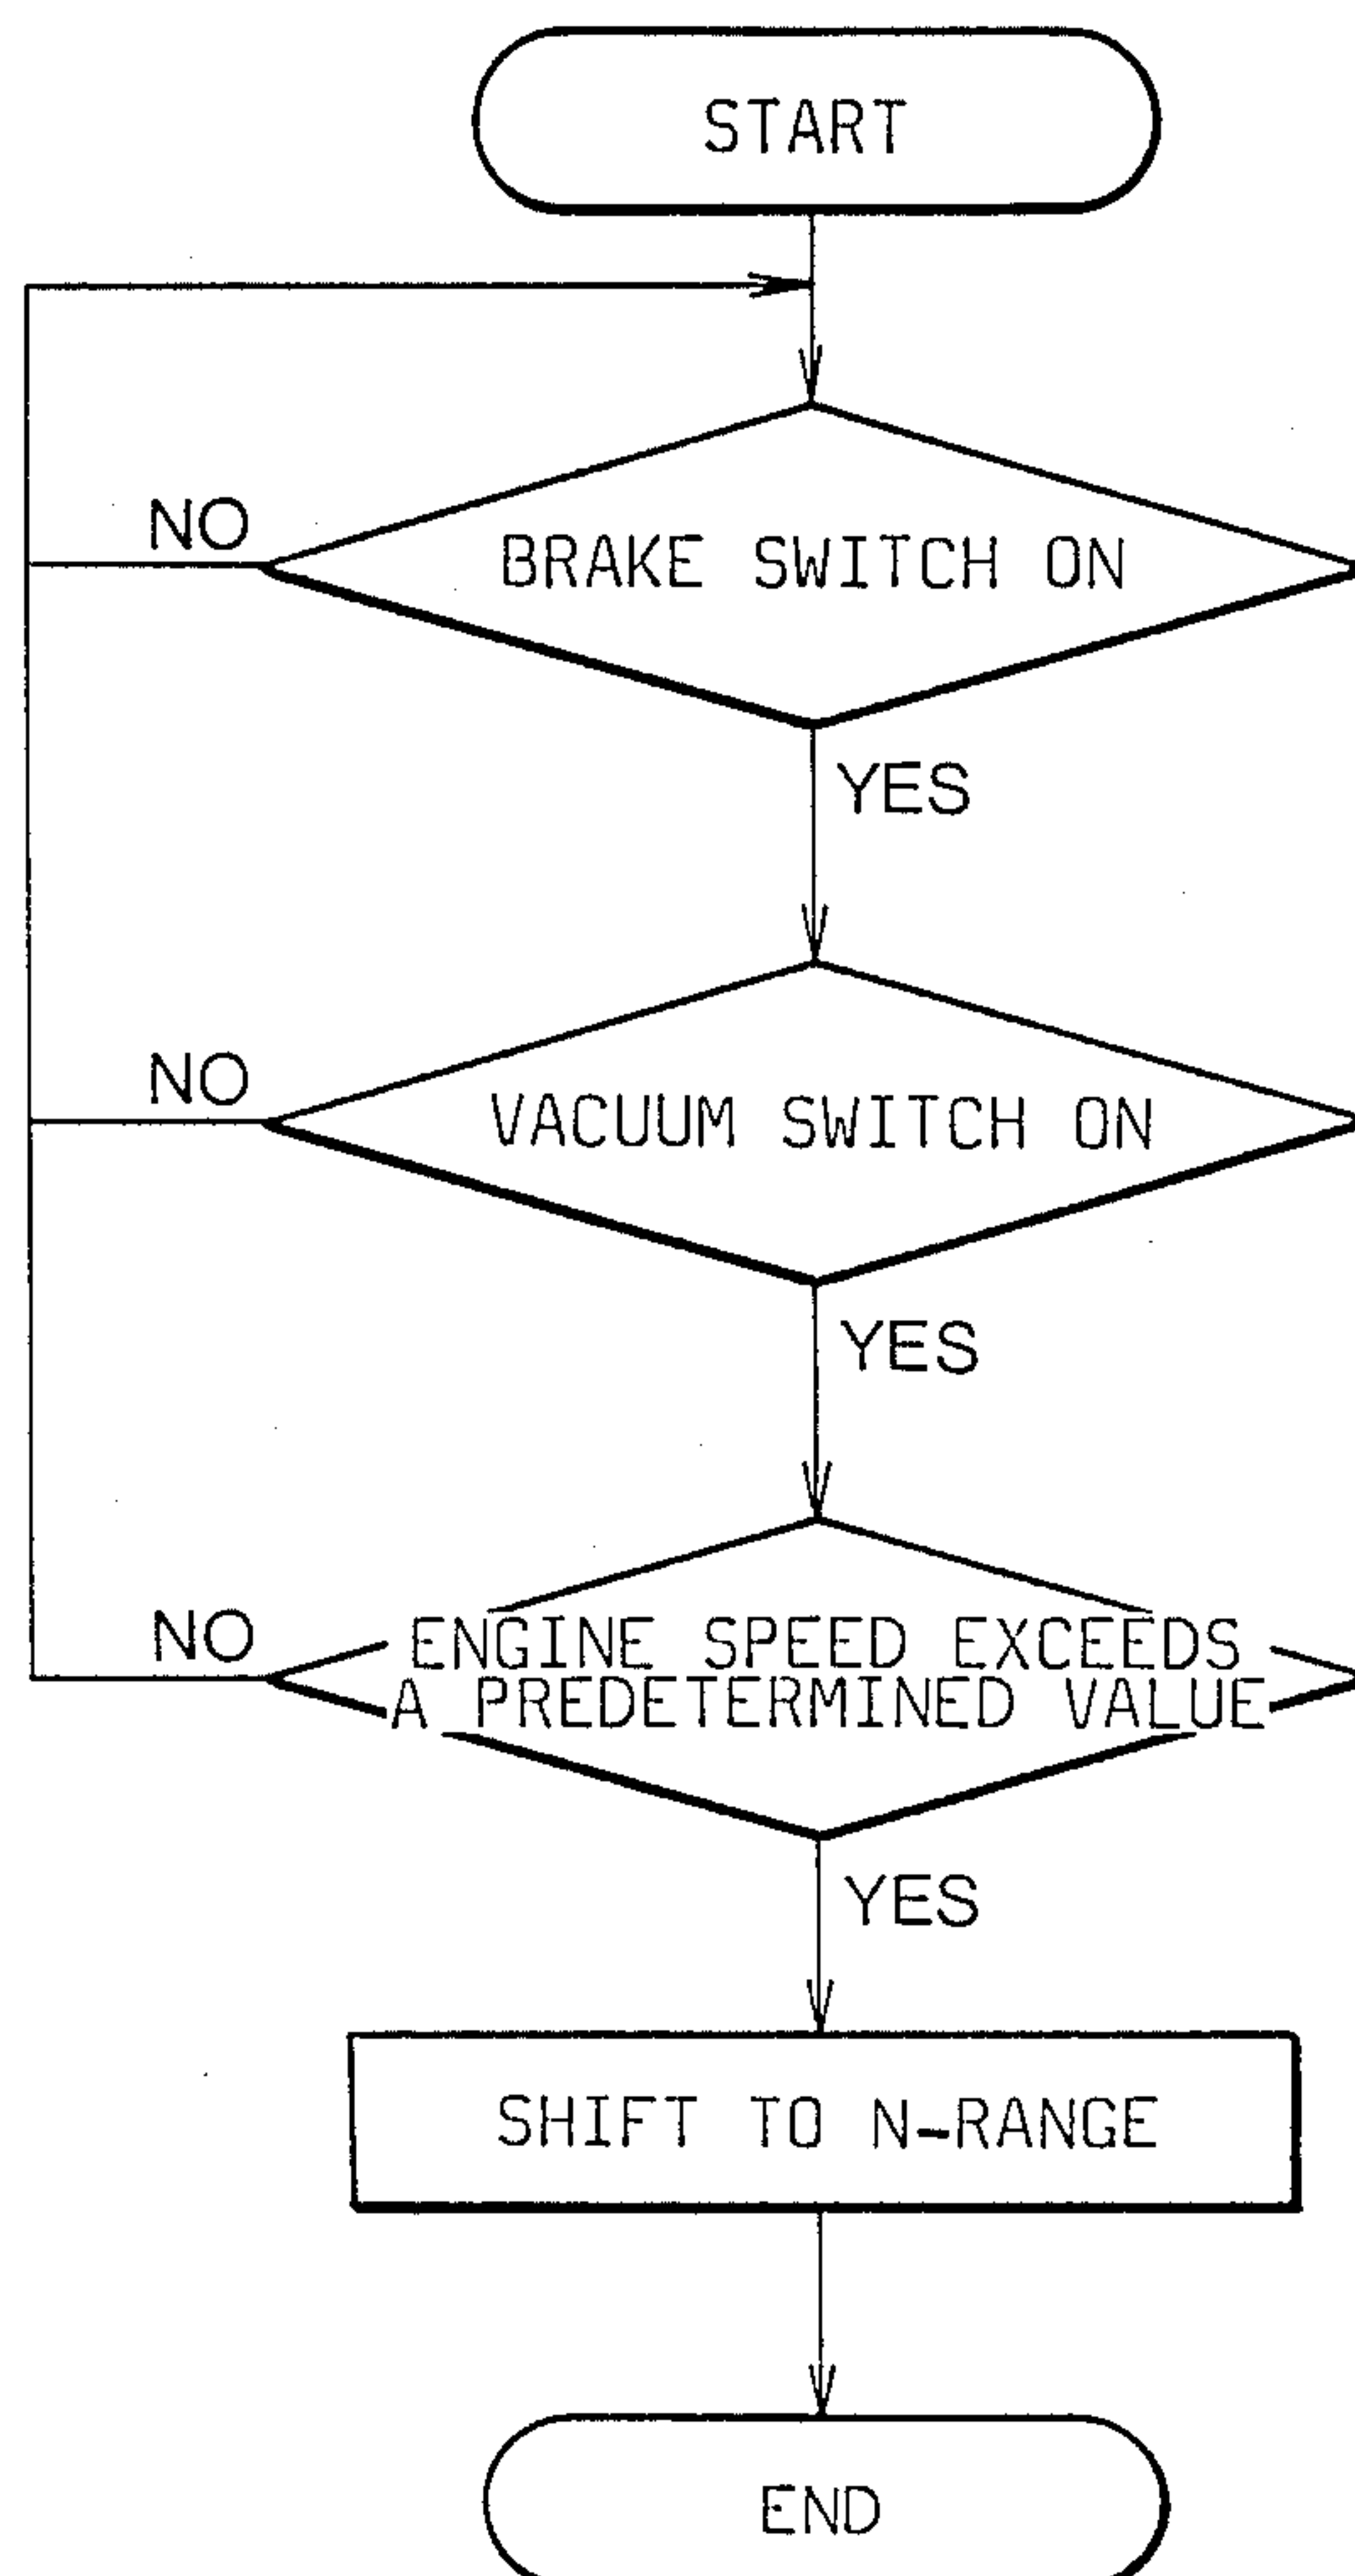 START
NO
BRAKE SWITCH ON
YES
NO
VACUUM SWITCH ON
YES
NO
ENGINE SPEED EXCEEDS
A PREDETERMINED VALUE
YES
SHIFT TO N-RANGE
END